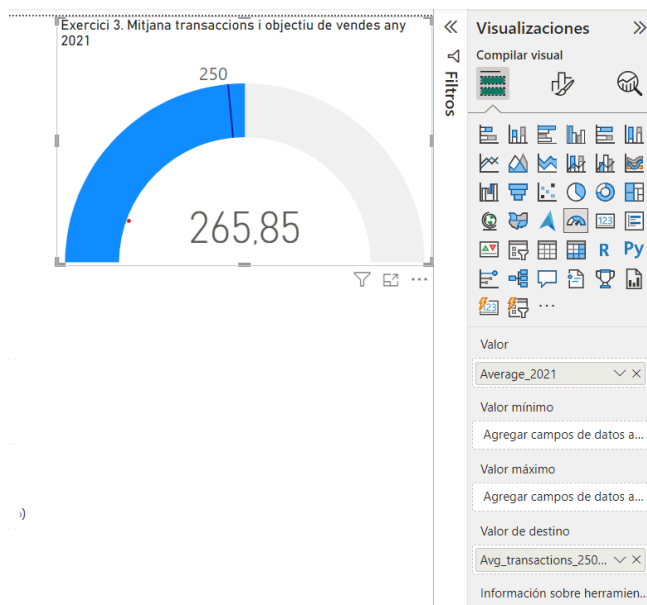 Exercici 3. Mitjana transaccions i objectiu de vendes any
2021
250
265,85
Filtros
Visualizaciones
Compilar visual
123
R
Py
123
Valor
Average_2021
Valor mínimo
Agregar campos de datos a...
Valor máximo
Agregar campos de datos a...
Valor de destino
Avg_transactions_250...
Información sobre herramien...